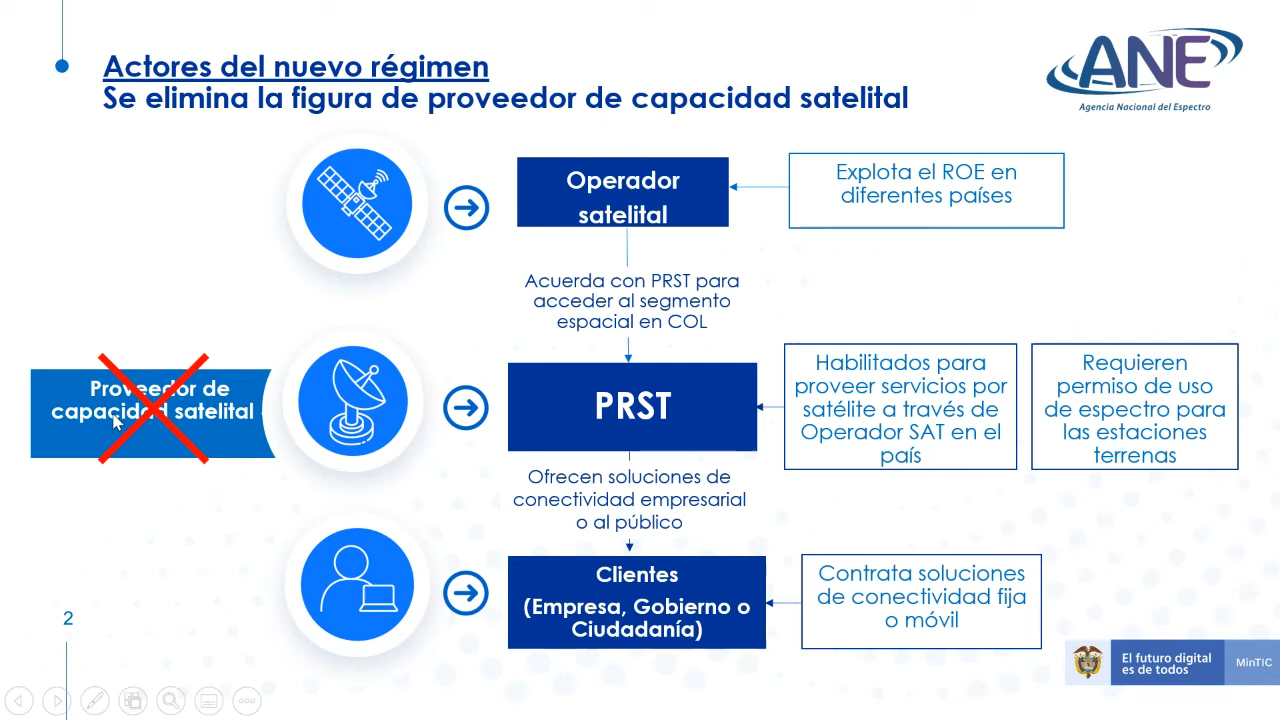 Actores del nuevo régimen
Se elimina la figura de proveedor de capacidad satelital
ANE
Agencia Nacional del Espectro
Operador
satelital
Explota el ROE en
diferentes países
Acuerda con PRST para
acceder al segmento
espacial en COL
Proveedor de
capacidad satelital
PRST
Habilitados para
proveer servicios por
satélite a través de
Operador SAT en el
país
Requieren
permiso de uso
de espectro para
las estaciones
terrenas
Ofrecen soluciones de
conectividad empresarial
o al público
Clientes
(Empresa, Gobierno o
Ciudadanía)
Contrata soluciones
de conectividad fija
o móvil
2
El futuro digital
es de todos
MinTIC